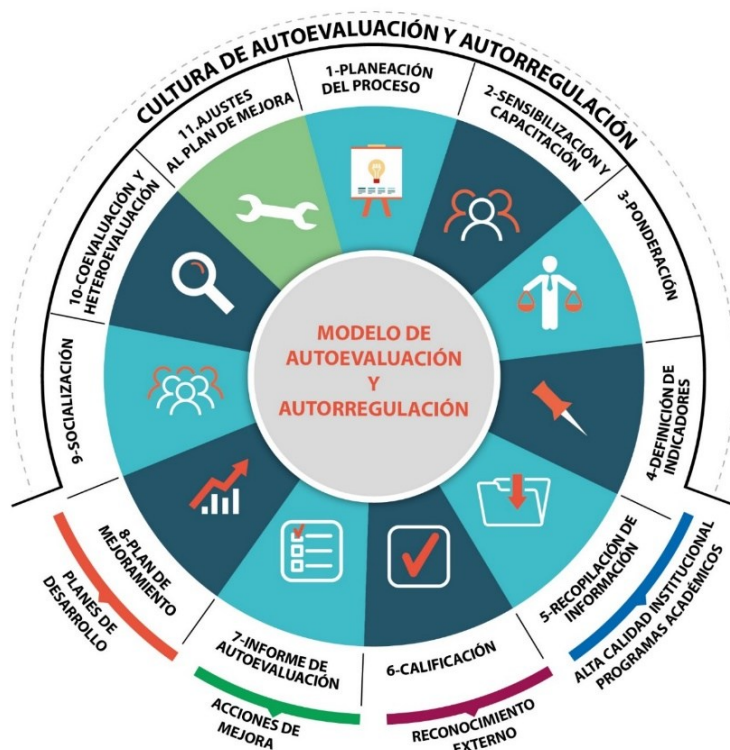 CULTURA DE AUTOEVALUACIÓN Y AUTORREGULACIÓN
1-PLANEACIÓN
DEL PROCESO
2-SENSIBILIZACIÓN Y
CAPACITACIÓN
3-PONDERACIÓN
4-DEFINICIÓN DE
INDICADORES
5-RECOPILACIÓN DE
INFORMACIÓN
6-CALIFICACIÓN
7-INFORME DE
AUTOEVALUACIÓN
8-PLAN DE
MEJORAMIENTO
9-SOCIALIZACIÓN
10-COEVALUACIÓN Y
HETEROEVALUACIÓN
11.AJUSTES
AL PLAN DE MEJORA
MODELO DE
AUTOEVALUACIÓN
Y
AUTORREGULACIÓN
ALTA CALIDAD INSTITUCIONAL
PROGRAMAS ACADÉMICOS
RECONOCIMIENTO
EXTERNO
ACCIONES DE
MEJORA
PLANES DE
DESARROLLO